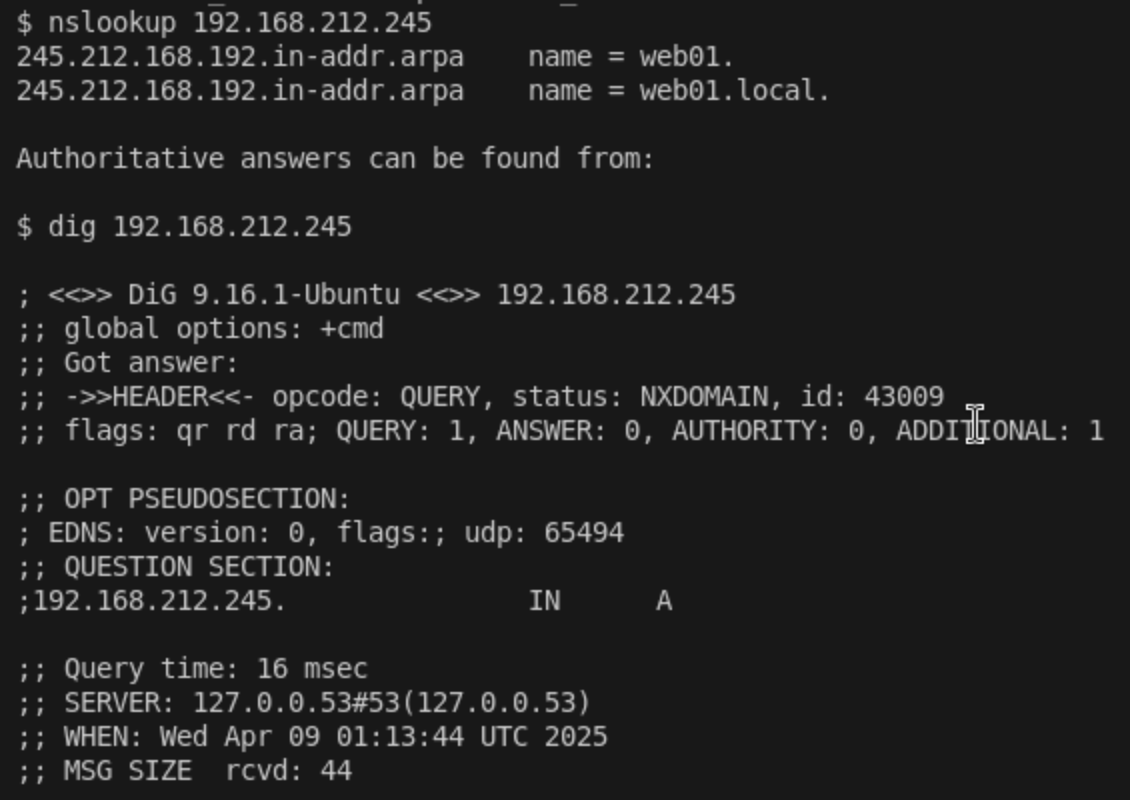 $ nslookup 192.168.212.245
245.212.168.192.in-addr.arpa    name = web01.
245.212.168.192.in-addr.arpa    name = web01.local.

Authoritative answers can be found from:

$ dig 192.168.212.245

; <<>> DiG 9.16.1-Ubuntu <<>> 192.168.212.245
;; global options: +cmd
;; Got answer:
;; ->>HEADER<<- opcode: QUERY, status: NXDOMAIN, id: 43009
;; flags: qr rd ra; QUERY: 1, ANSWER: 0, AUTHORITY: 0, ADDITIONAL: 1

;; OPT PSEUDOSECTION:
; EDNS: version: 0, flags:; udp: 65494
;; QUESTION SECTION:
;192.168.212.245.               IN      A

;; Query time: 16 msec
;; SERVER: 127.0.0.53#53(127.0.0.53)
;; WHEN: Wed Apr 09 01:13:44 UTC 2025
;; MSG SIZE  rcvd: 44